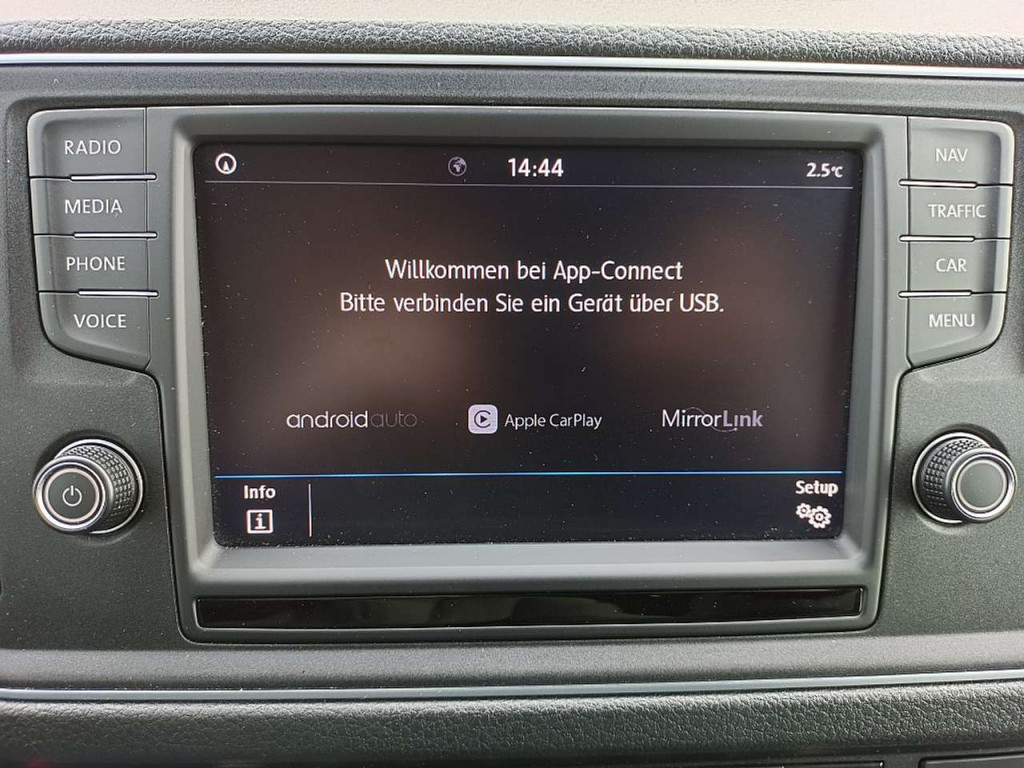 RADIO
MEDIA
PHONE
VOICE
14:44
2.5°C
Willkommen bei App-Connect
Bitte verbinden Sie ein Gerät über USB.
androidauto
Apple CarPlay
MirrorLink
Info
Setup
NAV
TRAFFIC
CAR
MENU